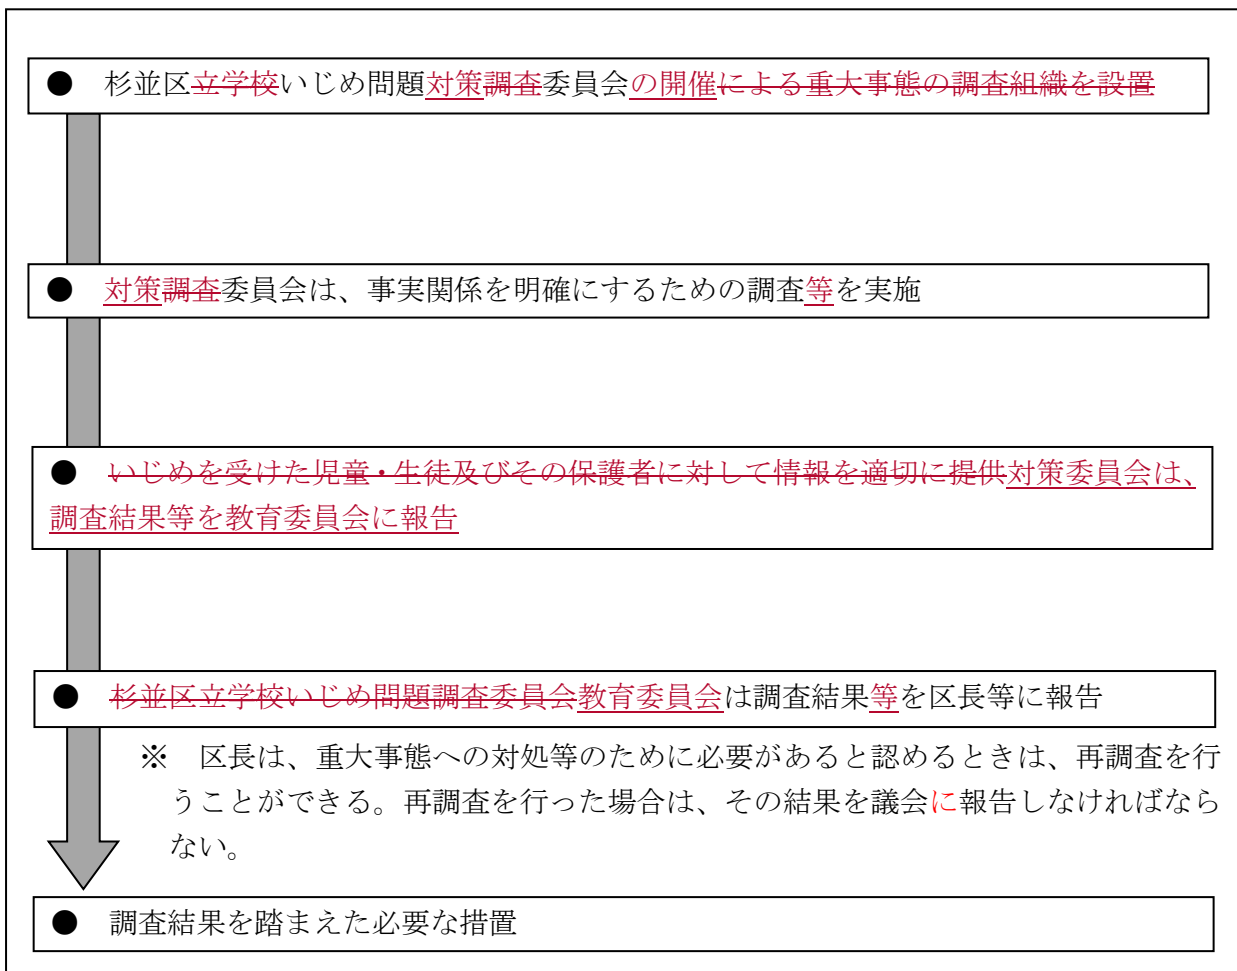 ● 杉並区立学校いじめ問題対策調査委員会の開催による重大事態の調査組織を設置
● 対策調査委員会は、事実関係を明確にするための調査等を実施
● いじめを受けた児童・生徒及びその保護者に対して情報を適切に提供対策委員会は、
調査結果等を教育委員会に報告
● 杉並区立学校いじめ問題調査委員会教育委員会は調査結果等を区長等に報告
※ 区長は、重大事態への対処等のために必要があると認めるときは、再調査を行
うことができる。再調査を行った場合は、その結果を議会に報告しなければなら
ない。
● 調査結果を踏まえた必要な措置